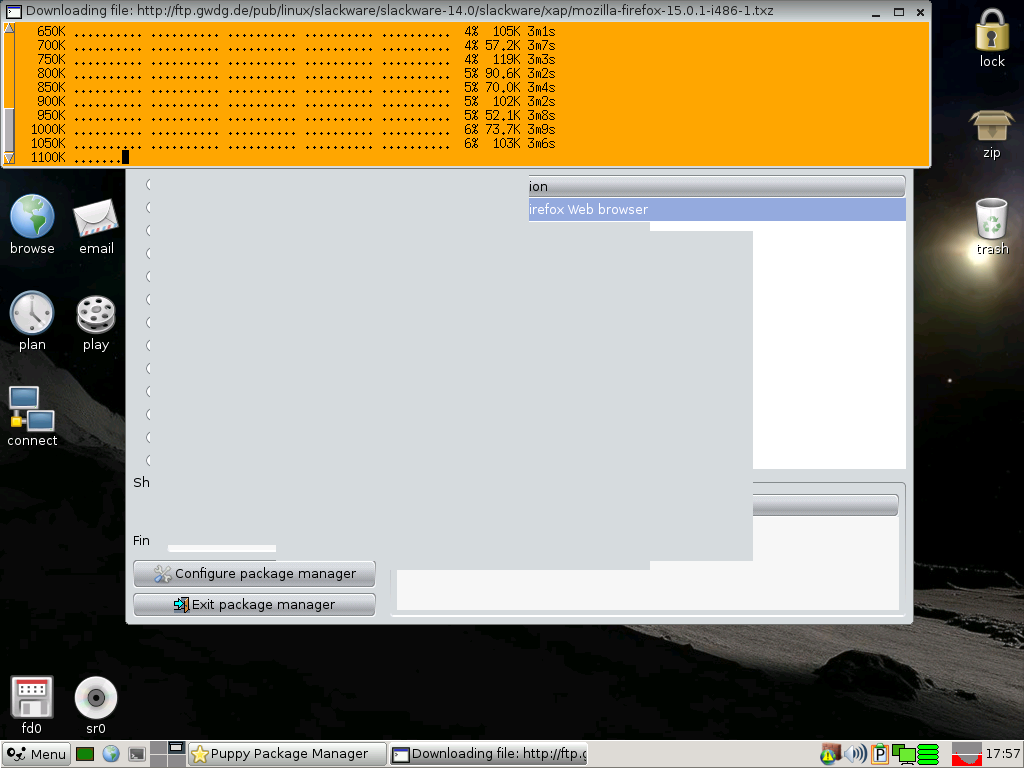 Downloading file: http://ftp.gwdg.de/pub/linux/slackware/slackware-14.0/slackware/xap/mozilla-firefox-15.0.1-i486-1.txz
650K .......... .......... .......... .......... .......... 4% 105K 3m1s
700K .......... .......... .......... .......... .......... 4% 57.2K 3m7s
750K .......... .......... .......... .......... .......... 4% 119K 3m3s
800K .......... .......... .......... .......... .......... 5% 90.6K 3m2s
850K .......... .......... .......... .......... .......... 5% 70.0K 3m4s
900K .......... .......... .......... .......... .......... 5% 102K 3m2s
950K .......... .......... .......... .......... .......... 5% 52.1K 3m8s
1000K .......... .......... .......... .......... .......... 6% 73.7K 3m9s
1050K .......... .......... .......... .......... .......... 6% 103K 3m6s
1100K .......
lock
zip
trash
browse
email
plan
play
connect
ion
irefox Web browser
Sh
Fin
Configure package manager
Exit package manager
fd0
sr0
Menu
Puppy Package Manager
Downloading file: http://ftp.g
17:57